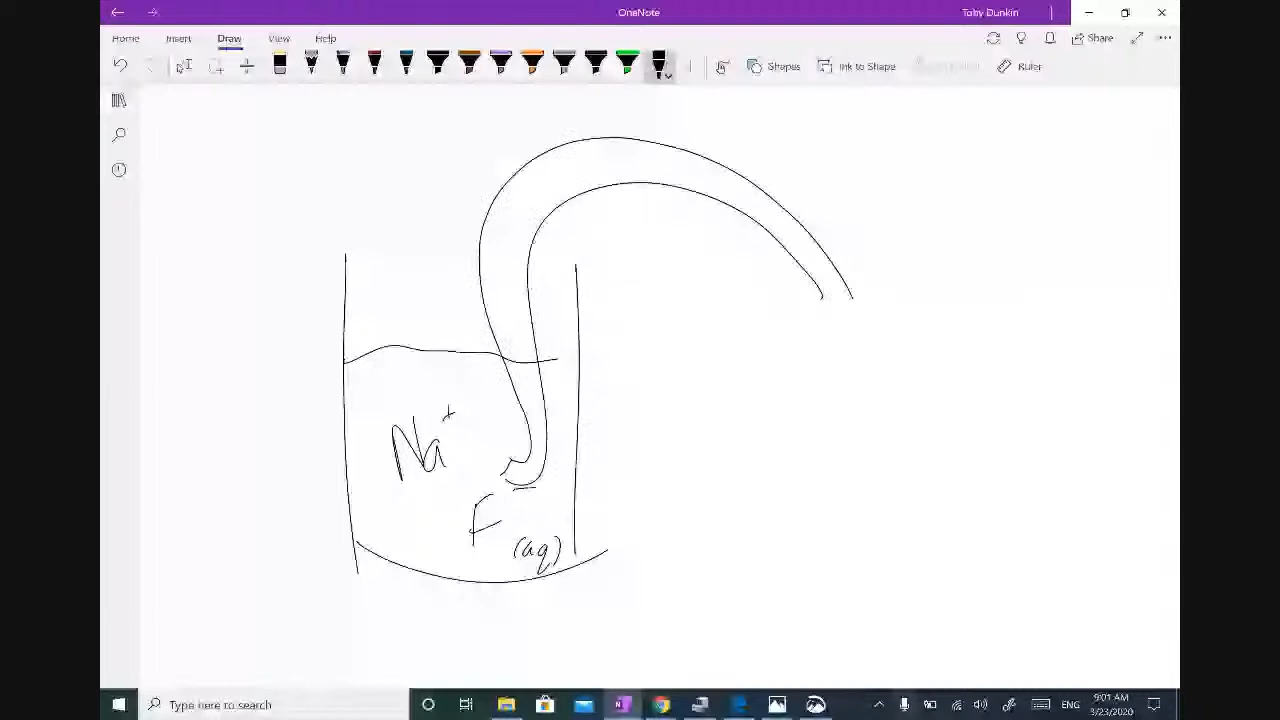 OneNote
Toby Dunkin
Home Insert Draw View Help
Share
Shapes
Ink to Shape
Ruler
Na+
F-
(aq)
Type here to search
ENG
9:01 AM
3/23/2020